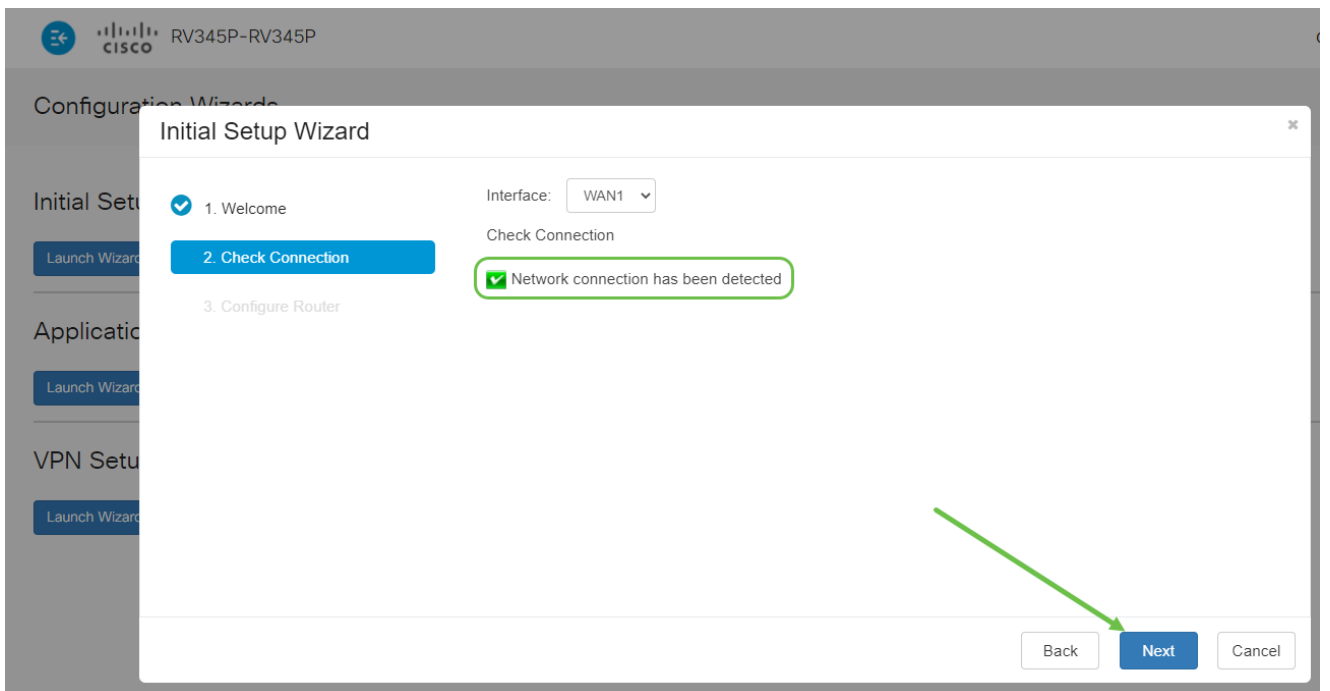 CISCO RV345P-RV345P
Configuration Wizards
Initial Setup Wizard
Initial Setu
1. Welcome
Interface: WAN1
Check Connection
Launch Wizard
2. Check Connection
Network connection has been detected
3. Configure Router
Applicatio
Launch Wizard
VPN Setu
Launch Wizard
Back Next Cancel